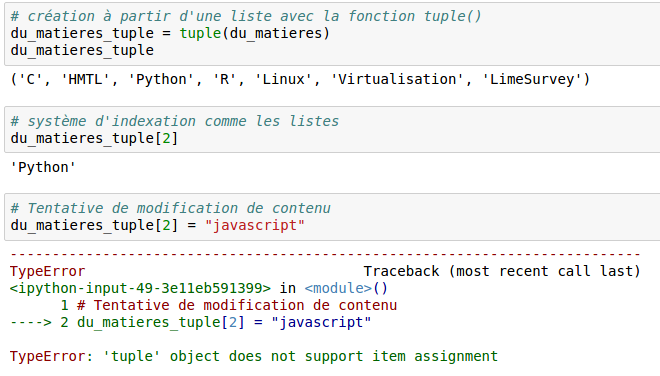 # création à partir d'une liste avec la fonction tuple()
du_matieres_tuple = tuple(du_matieres)
du_matieres_tuple
('C', 'HMTL', 'Python', 'R', 'Linux', 'Virtualisation', 'LimeSurvey')
# système d'indexation comme les listes
du_matieres_tuple[2]
'Python'
# Tentative de modification de contenu
du_matieres_tuple[2] = "javascript"
---------------------------------------------------------------------------
TypeError                                 Traceback (most recent call last)
<ipython-input-49-3e11eb591399> in <module>()
      1 # Tentative de modification de contenu
----> 2 du_matieres_tuple[2] = "javascript"
TypeError: 'tuple' object does not support item assignment